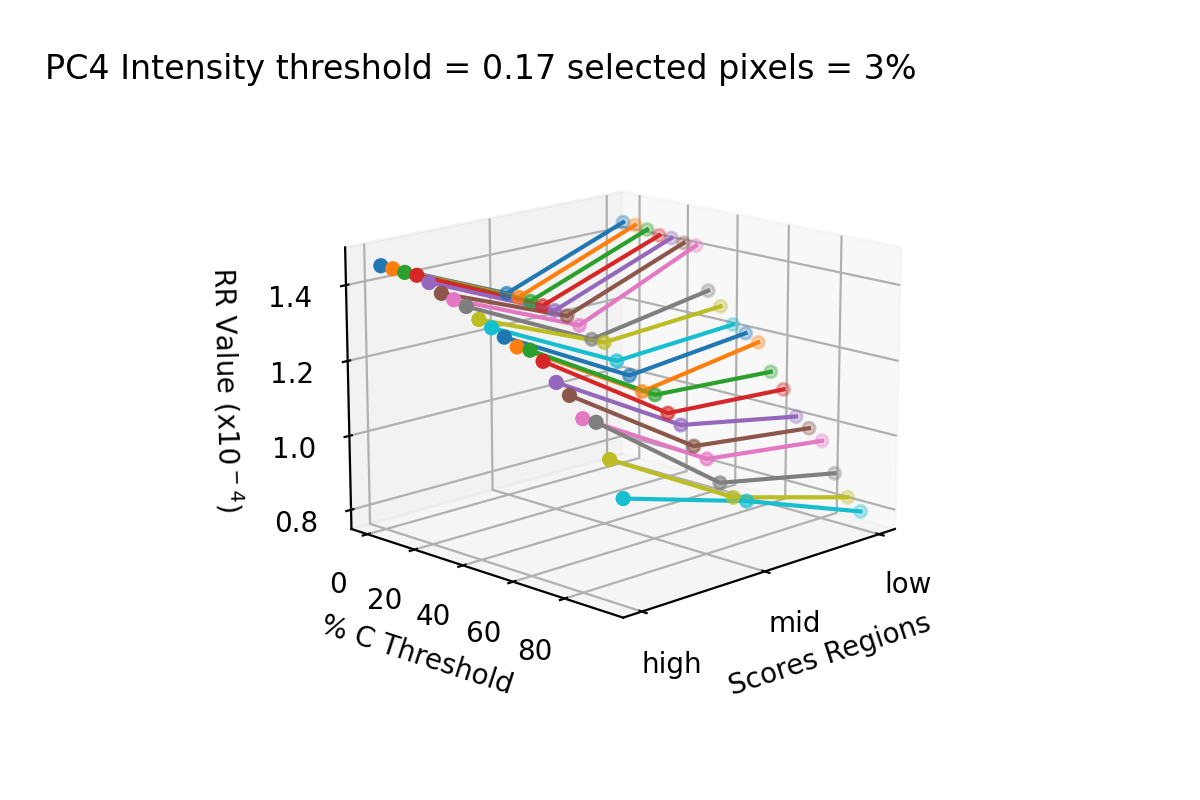 PC4 Intensity threshold = 0.17 selected pixels = 3%
RR Value (x10⁻⁴)
1.4
1.2
1.0
0.8
0
20
40
60
80
% C Threshold
high
mid
low
Scores Regions